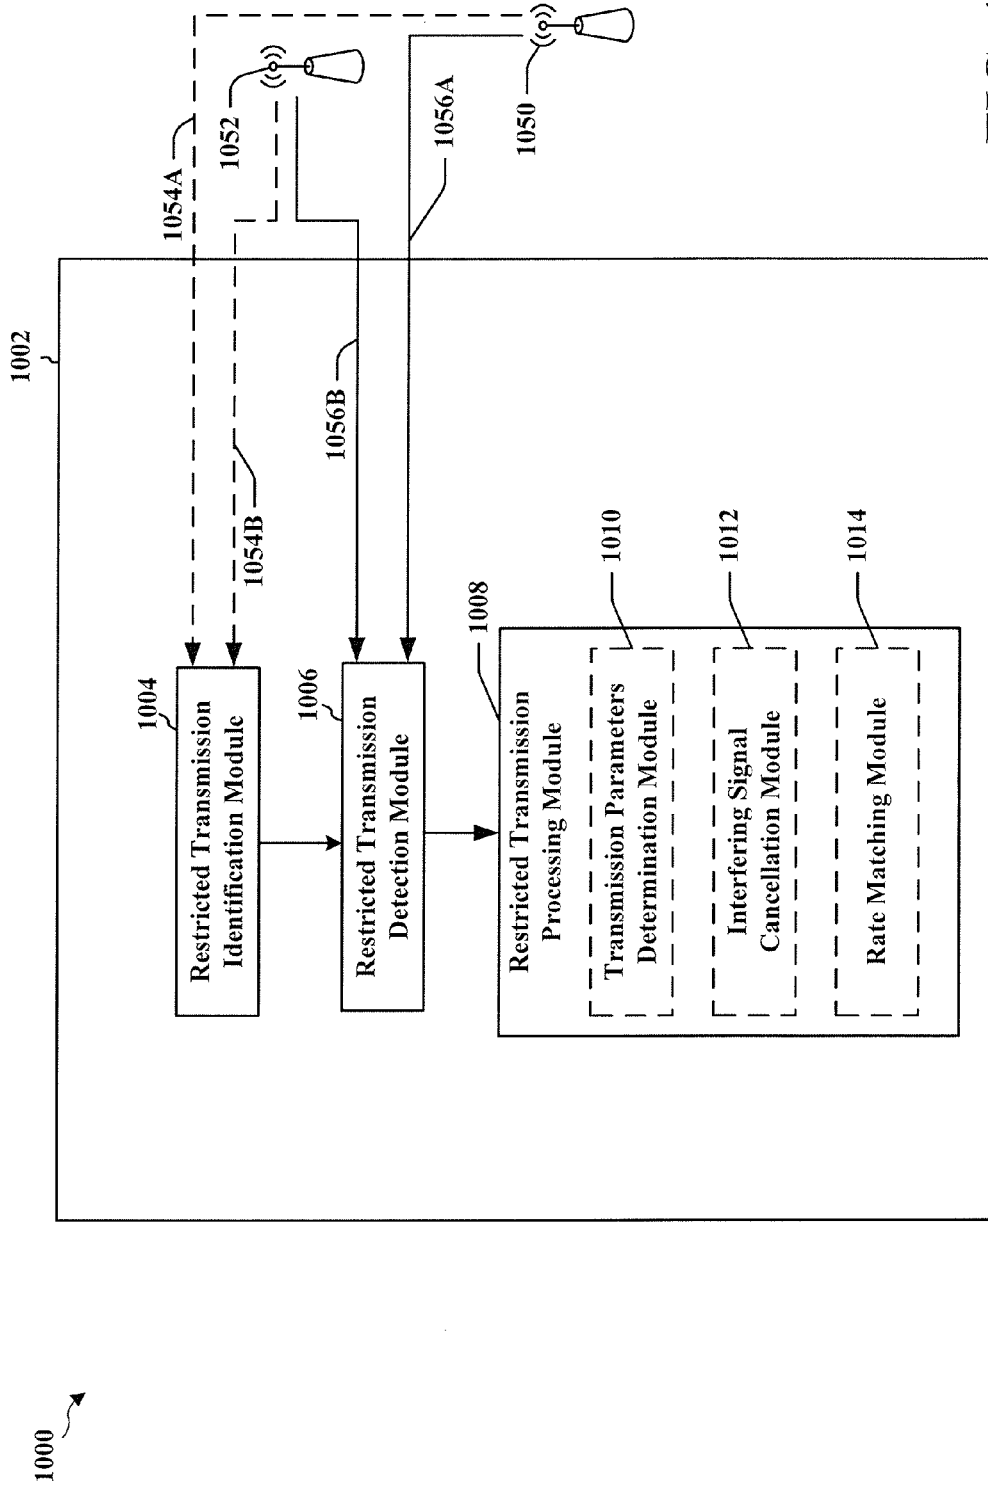 1000
1002
1004
Restricted Transmission
Identification Module
1006
Restricted Transmission
Detection Module
1008
Restricted Transmission
Processing Module
Transmission Parameters
Determination Module
1010
Interfering Signal
Cancellation Module
1012
Rate Matching Module
1014
1054A
1054B
1056B
1056A
1052
1050